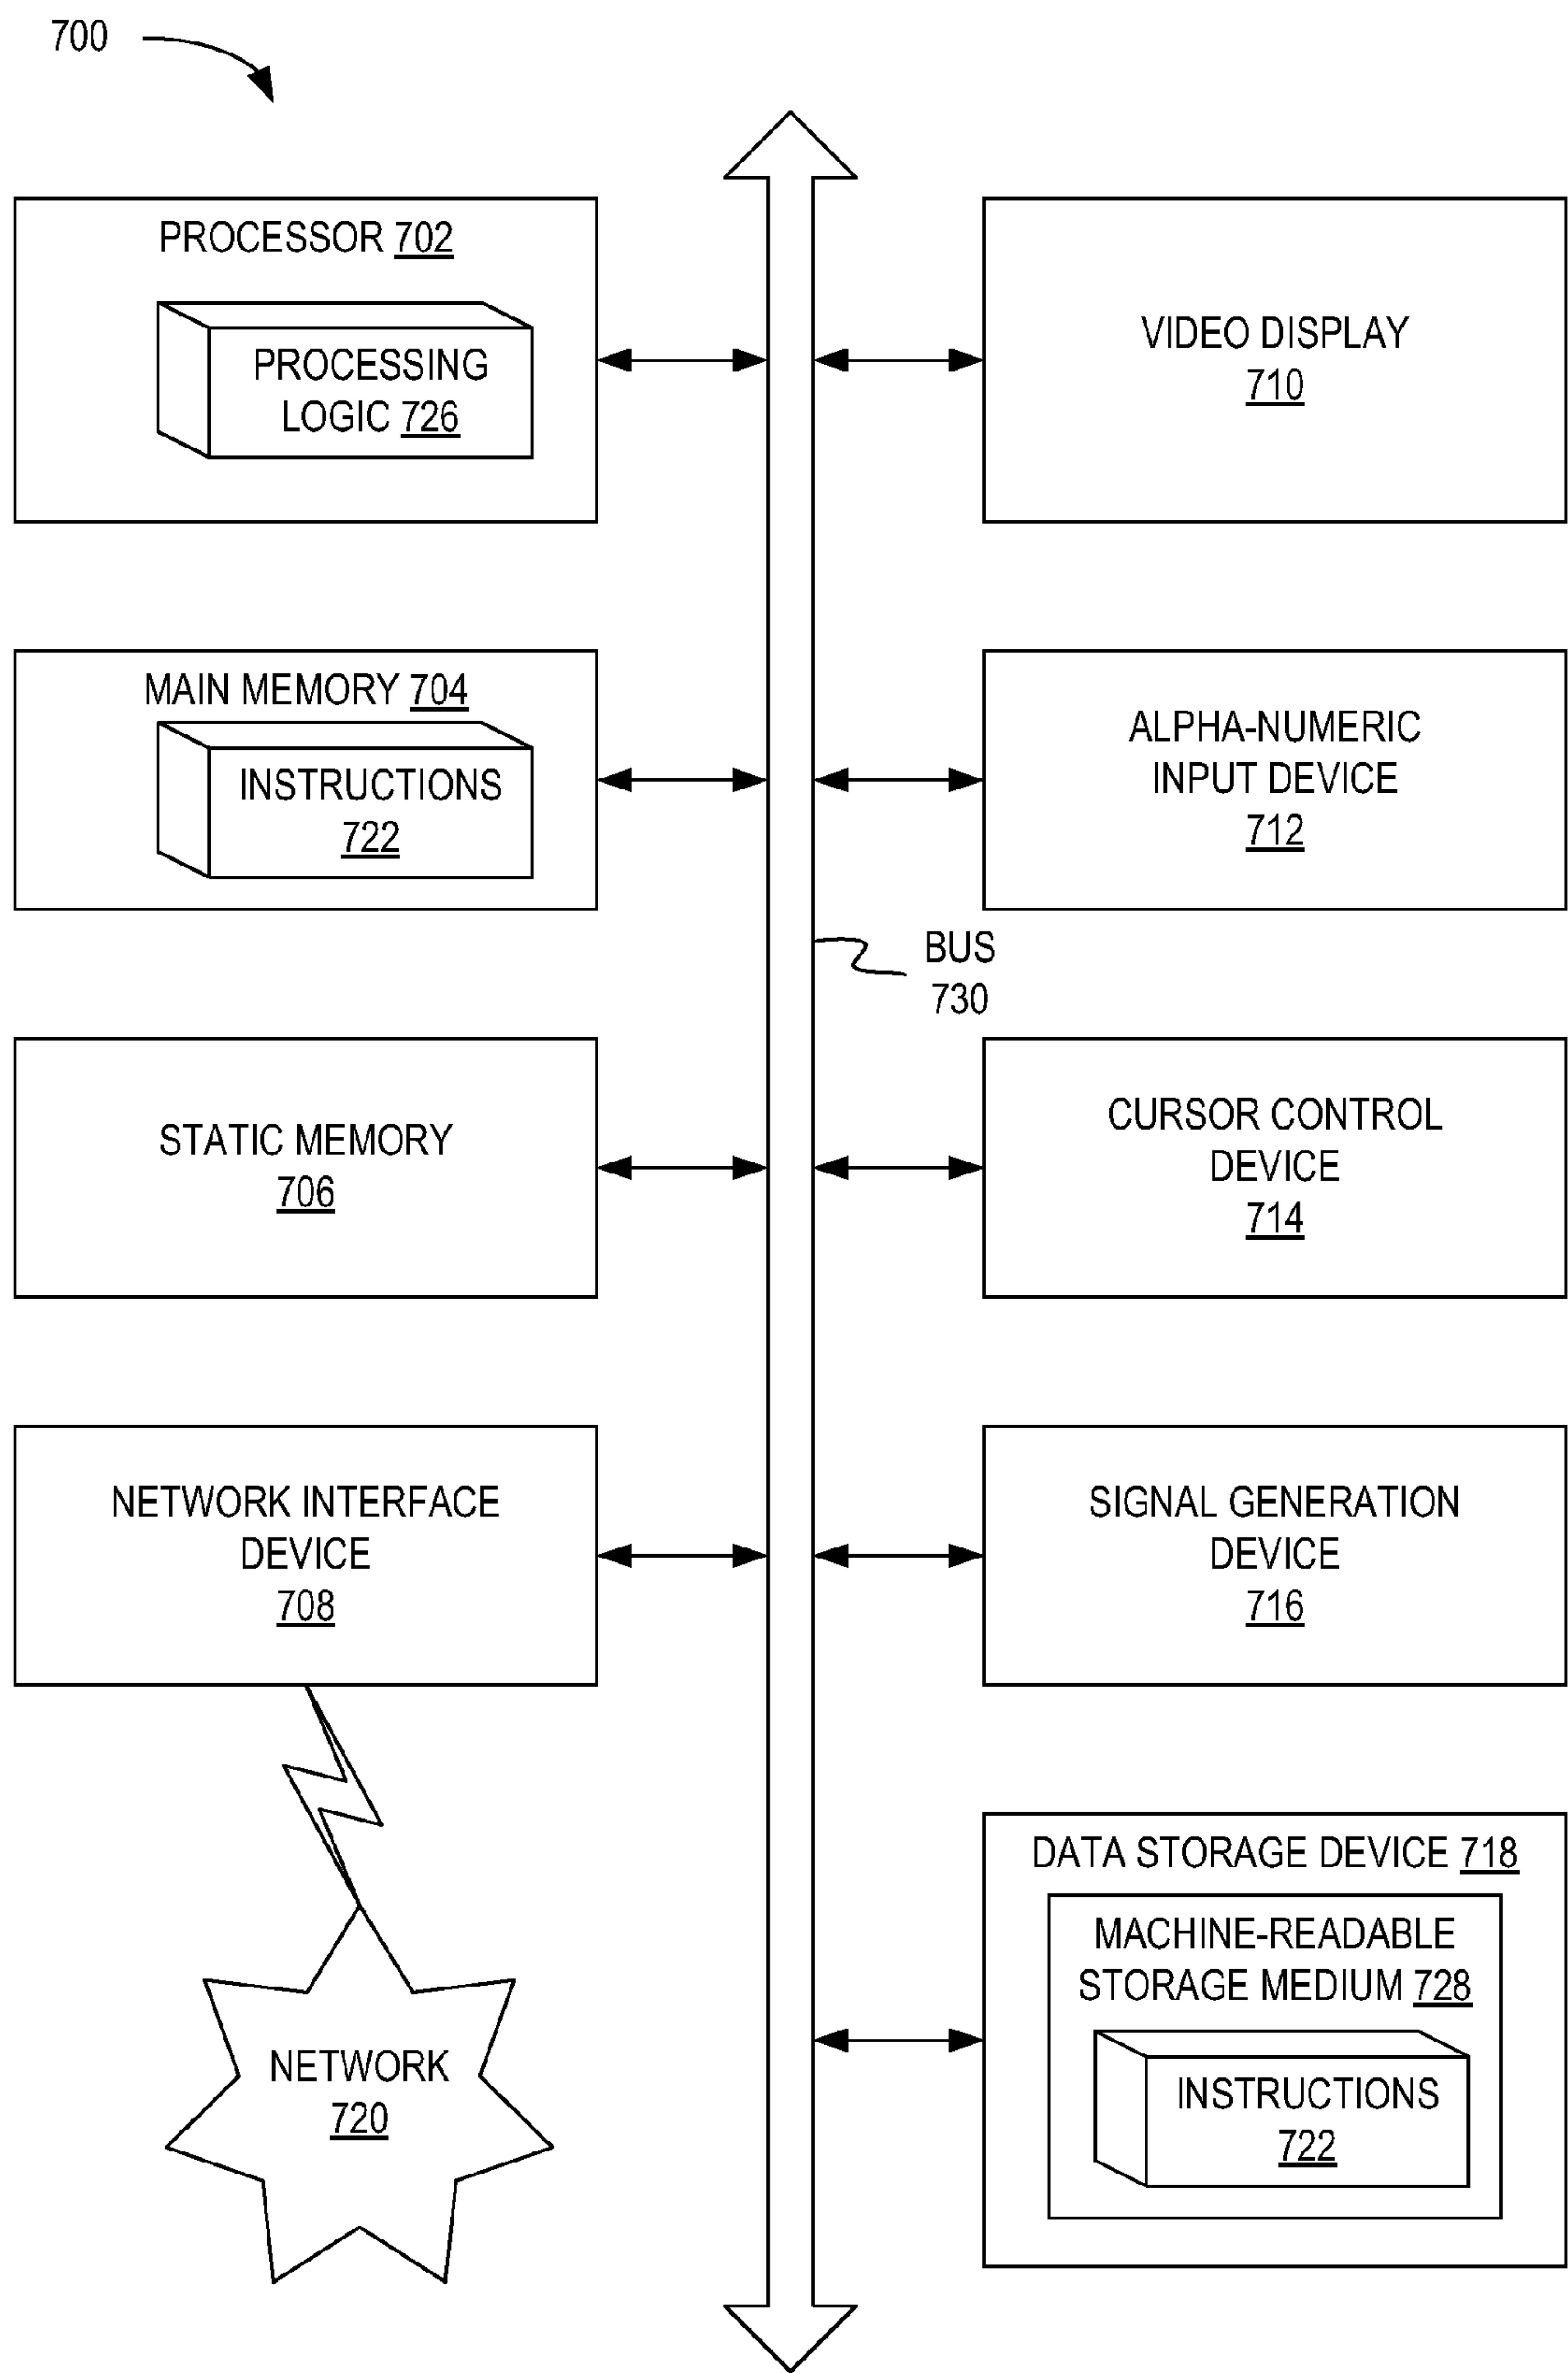 700
PROCESSOR 702
PROCESSING
LOGIC 726
VIDEO DISPLAY
710
MAIN MEMORY 704
INSTRUCTIONS
722
ALPHA-NUMERIC
INPUT DEVICE
712
BUS
730
STATIC MEMORY
706
CURSOR CONTROL
DEVICE
714
NETWORK INTERFACE
DEVICE
708
SIGNAL GENERATION
DEVICE
716
DATA STORAGE DEVICE 718
MACHINE-READABLE
STORAGE MEDIUM 728
INSTRUCTIONS
722
NETWORK
720